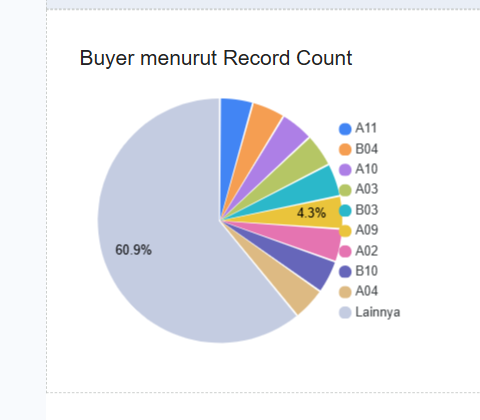 Buyer menurut Record Count
A11
B04
A10
A03
B03
A09
A02
B10
A04
Lainnya
4.3%
60.9%